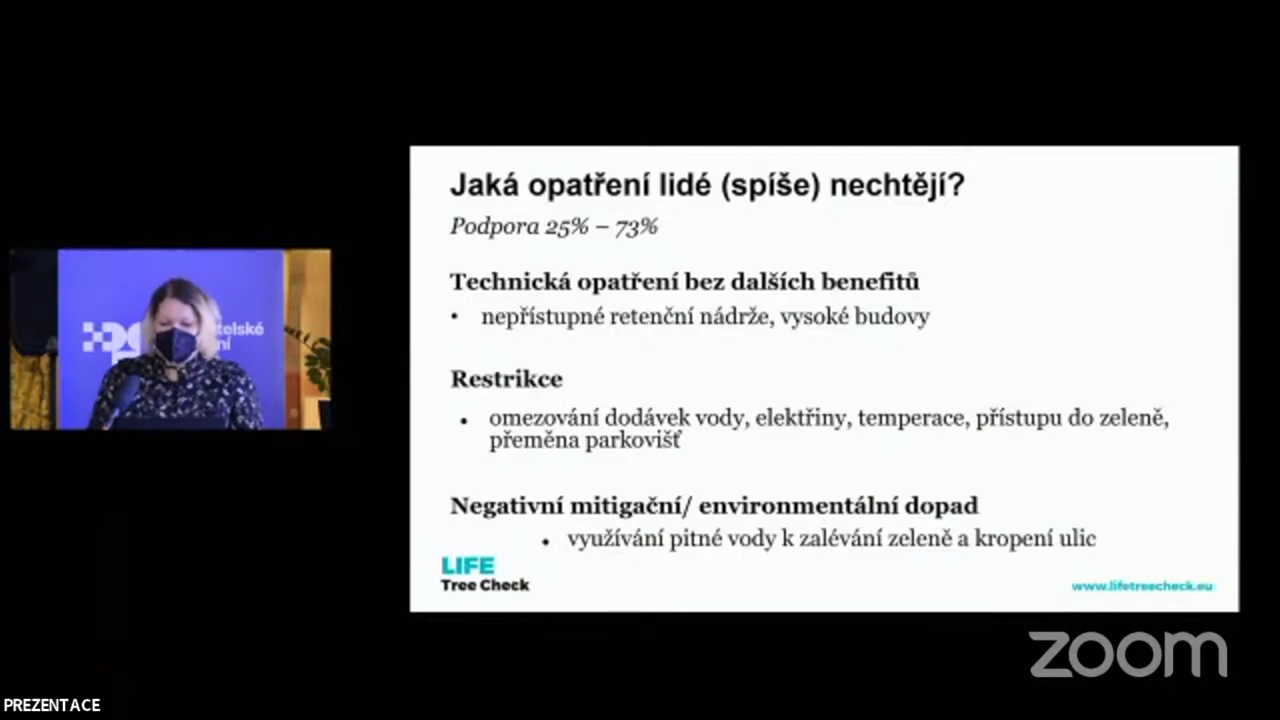 Jaká opatření lidé (spíše) nechtějí?
Podpora 25% – 73%
Technická opatření bez dalších benefitů
• nepřístupné retenční nádrže, vysoké budovy
Restrikce
• omezování dodávek vody, elektřiny, temperace, přístupu do zeleně,
přeměna parkovišť
Negativní mitigační/ environmentální dopad
• využívání pitné vody k zalévání zeleně a kropení ulic
LIFE
Tree Check
www.lifetreecheck.eu
zoom
PREZENTACE